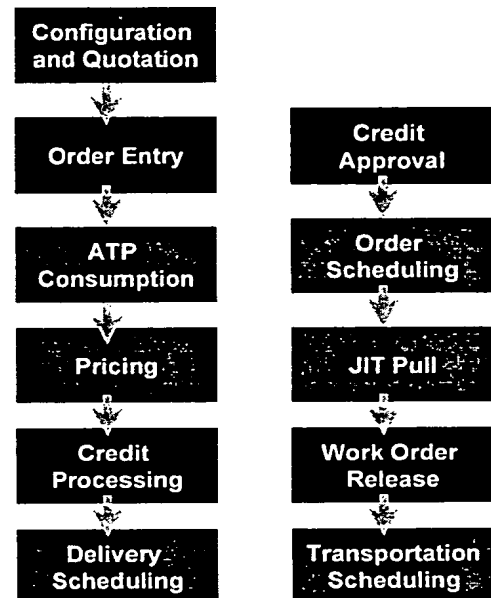 Configuration
and Quotation
Order Entry
ATP
Consumption
Pricing
Credit
Processing
Delivery
Scheduling
Credit
Approval
Order
Scheduling
JIT Pull
Work Order
Release
Transportation
Scheduling